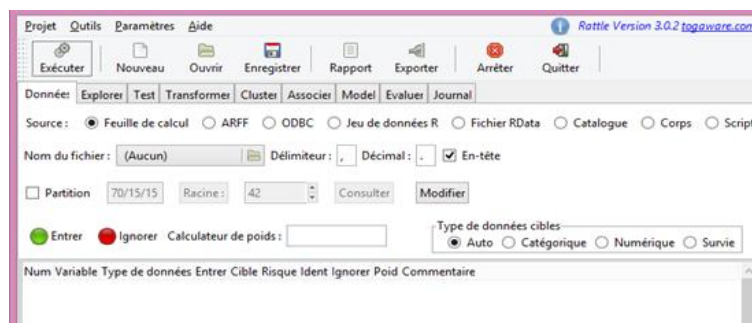 Projet Outils Paramètres Aide Rattle Version 3.0.2 togaware.com
Exécuter Nouveau Ouvrir Enregistrer Rapport Exporter Arrêter Quitter
Données Explorer Test Transformer Cluster Associer Model Evaluer Journal
Source : Feuille de calcul ARFF ODBC Jeu de données R Fichier RData Catalogue Corps Script
Nom du fichier : (Aucun) Délimiteur : , Décimal : . En-tête
Partition 70/15/15 Racine : 42 Consulter Modifier
Type de données cibles
Entrer Ignorer Calculateur de poids : Auto Catégorique Numérique Survie
Num Variable Type de données Entrer Cible Risque Ident Ignorer Poid Commentaire